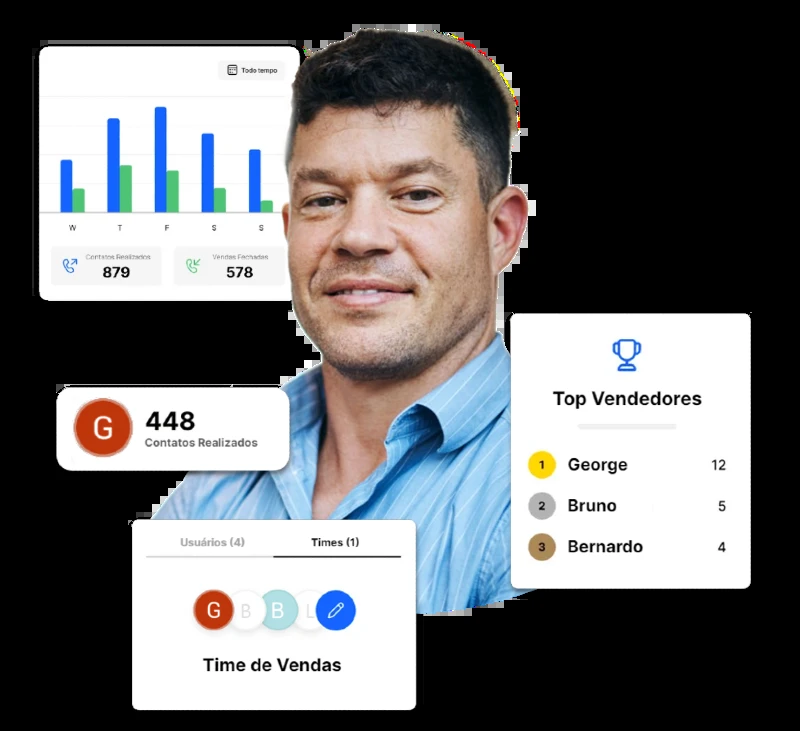 Todo tempo
W T F S S
Contatos Realizados
879
Vendas Fechadas
578
G
448
Contatos Realizados
Top Vendedores
1 George 12
2 Bruno 5
3 Bernardo 4
Usuários (4) Times (1)
G B B L
Time de Vendas